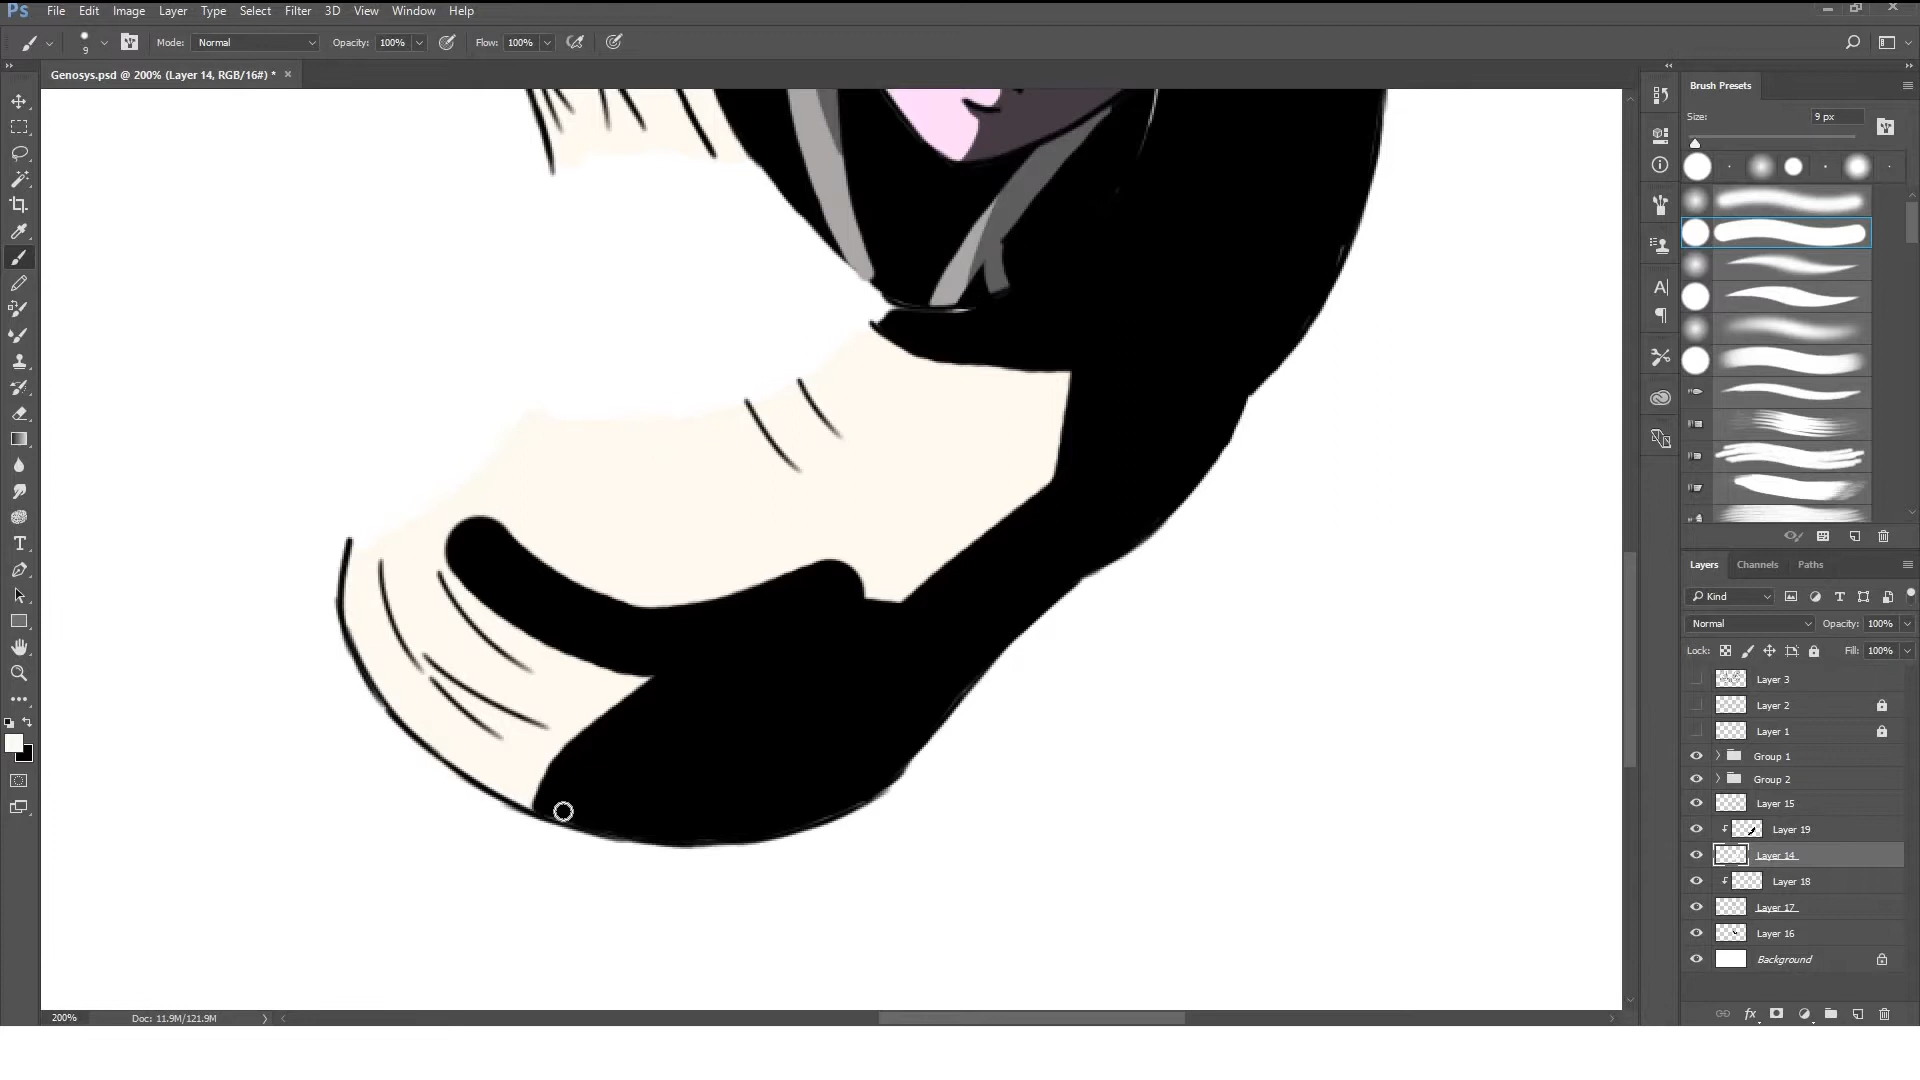 Ps File Edit Image Layer Type Select Filter 3D View Window Help
9 Mode: Normal Opacity: 100% Flow: 100%
Genosys.psd @ 200% (Layer 14, RGB/16#) * ×
Brush Presets
Size: 9 px
Layers Channels Paths
Kind
Normal Opacity: 100%
Lock: Fill: 100%
Layer 3
Layer 2
Layer 1
Group 1
Group 2
Layer 15
Layer 19
Layer 14
Layer 18
Layer 17
Layer 16
Background
200% Doc: 11.9M/121.9M